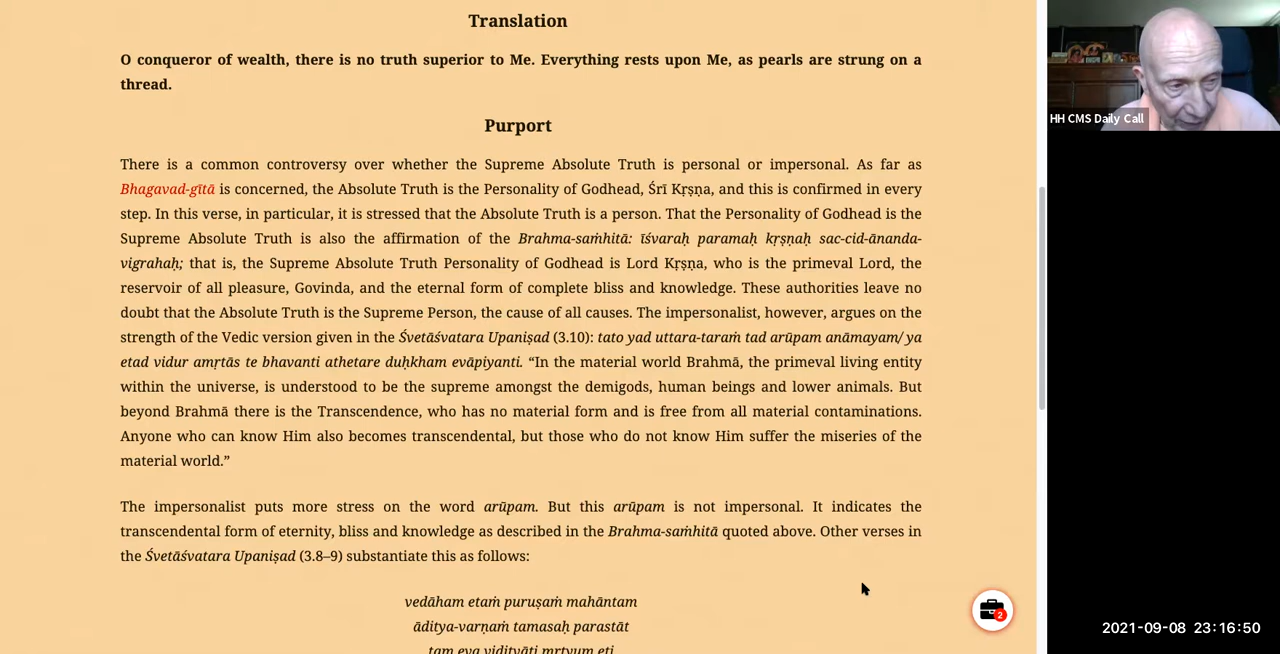 Translation
O conqueror of wealth, there is no truth superior to Me. Everything rests upon Me, as pearls are strung on a
thread.
Purport
There is a common controversy over whether the Supreme Absolute Truth is personal or impersonal. As far as
Bhagavad-gītā is concerned, the Absolute Truth is the Personality of Godhead, Śrī Kṛṣṇa, and this is confirmed in every
step. In this verse, in particular, it is stressed that the Absolute Truth is a person. That the Personality of Godhead is the
Supreme Absolute Truth is also the affirmation of the Brahma-saṁhitā: īśvaraḥ paramaḥ kṛṣṇaḥ sac-cid-ānanda-
vigrahaḥ; that is, the Supreme Absolute Truth Personality of Godhead is Lord Kṛṣṇa, who is the primeval Lord, the
reservoir of all pleasure, Govinda, and the eternal form of complete bliss and knowledge. These authorities leave no
doubt that the Absolute Truth is the Supreme Person, the cause of all causes. The impersonalist, however, argues on the
strength of the Vedic version given in the Śvetāśvatara Upaniṣad (3.10): tato yad uttara-taraṁ tad arūpam anāmayam/ ya
etad vidur amṛtās te bhavanti athetare duḥkham evāpiyanti. “In the material world Brahmā, the primeval living entity
within the universe, is understood to be the supreme amongst the demigods, human beings and lower animals. But
beyond Brahmā there is the Transcendence, who has no material form and is free from all material contaminations.
Anyone who can know Him also becomes transcendental, but those who do not know Him suffer the miseries of the
material world.”
The impersonalist puts more stress on the word arūpam. But this arūpam is not impersonal. It indicates the
transcendental form of eternity, bliss and knowledge as described in the Brahma-saṁhitā quoted above. Other verses in
the Śvetāśvatara Upaniṣad (3.8–9) substantiate this as follows:
vedāham etaṁ puruṣaṁ mahāntam
āditya-varṇaṁ tamasaḥ parastāt
tam eva viditvāti mṛtyum eti
HH CMS Daily Call
2
2021-09-08 23:16:50